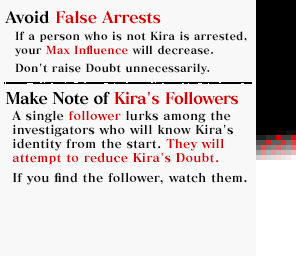 Avoid False Arrests
If a person who is not Kira is arrested,
your Max Influence will decrease.
Don't raise Doubt unnecessarily.
Make Note of Kira's Followers
A single follower lurks among the
investigators who will know Kira's
identity from the start. They will
attempt to reduce Kira's Doubt.
If you find the follower, watch them.